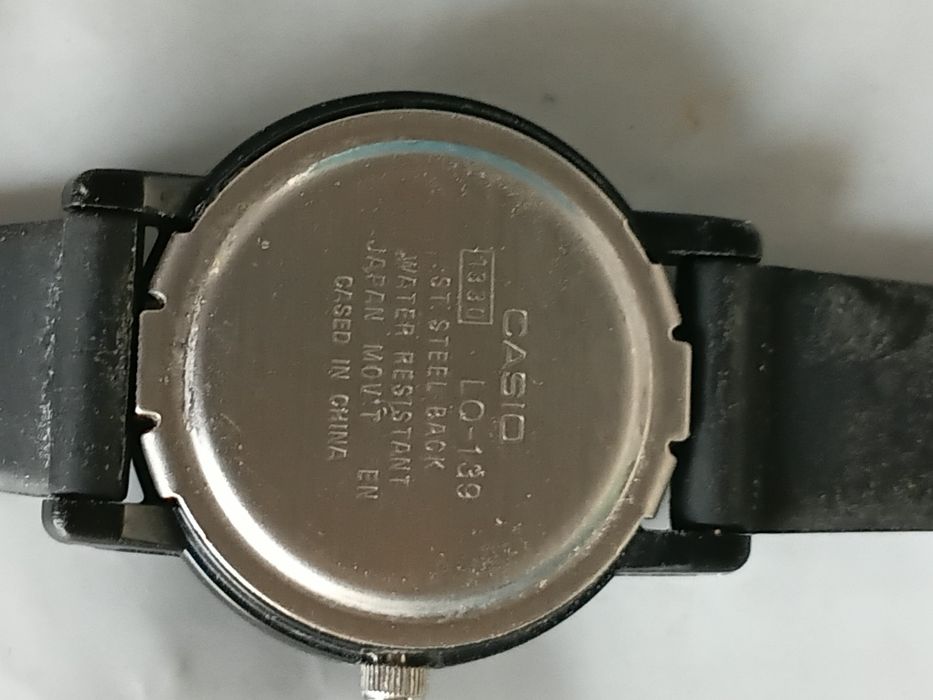 CASIO
1330 LQ-139
ST. STEEL BACK
WATER RESISTANT
JAPAN MOV'T EN
CASED IN CHINA